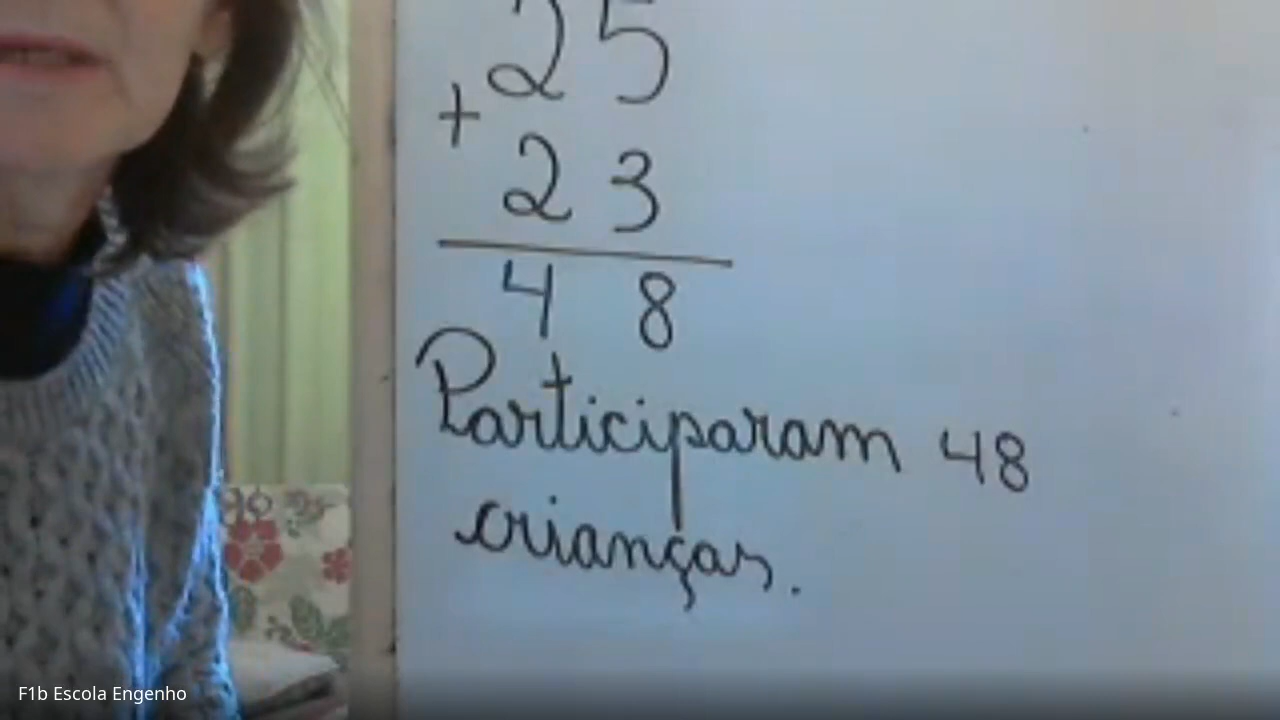 25
+
23
48
Participaram 48
crianças.
F1b Escola Engenho